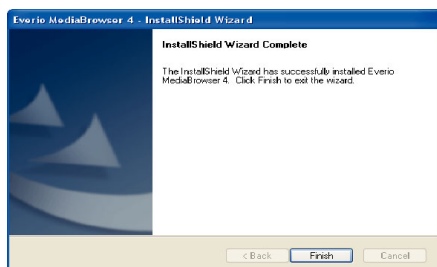 Everio MediaBrowser 4 - InstallShield Wizard
InstallShield Wizard Complete
The InstallShield Wizard has successfully installed Everio
MediaBrowser 4. Click Finish to exit the wizard.
< Back
Finish
Cancel